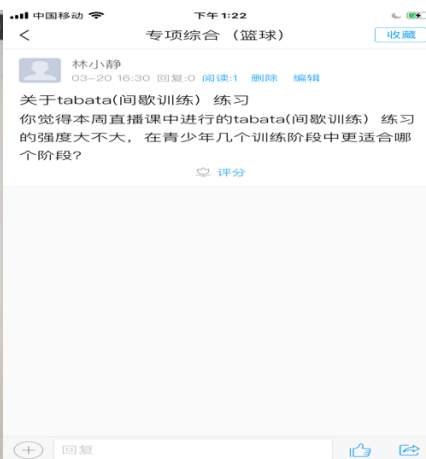 中国移动 下午1:22
专项综合（篮球） 收藏
林小静
03-20 16:30 回复:0 阅读:1 删除 编辑
关于tabata(间歇训练）练习
你觉得本周直播课中进行的tabata(间歇训练）练习
的强度大不大，在青少年几个训练阶段中更适合哪
个阶段?
评分
回复